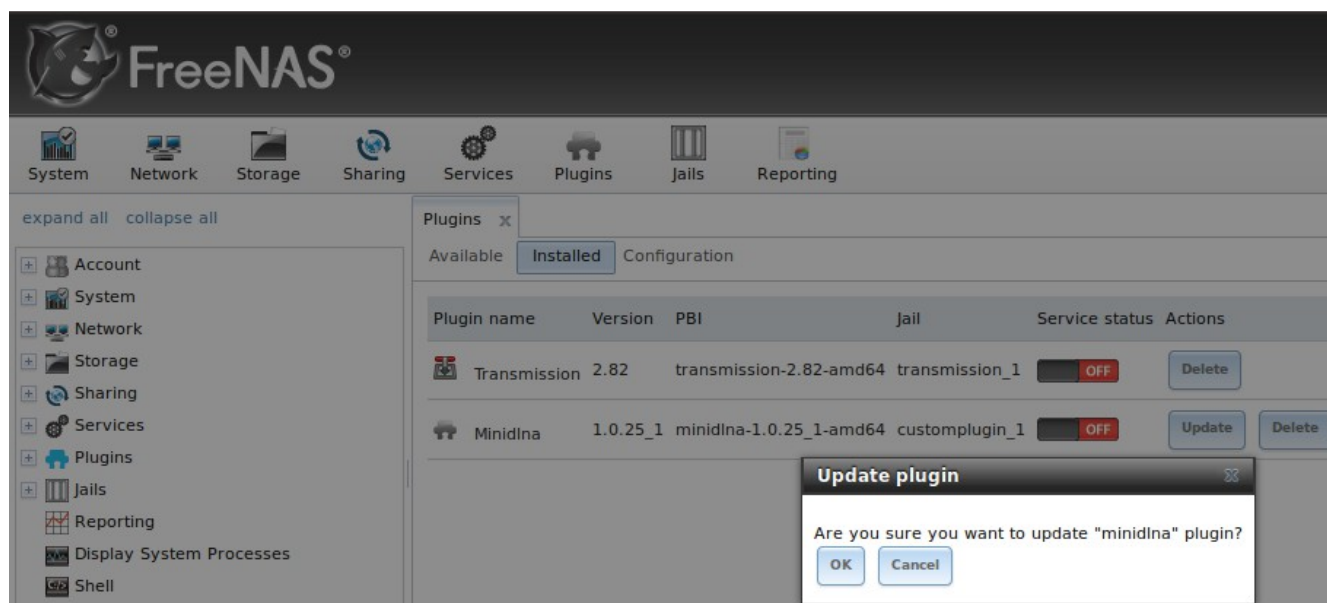 FreeNAS®
System Network Storage Sharing Services Plugins Jails Reporting
expand all collapse all
Account
System
Network
Storage
Sharing
Services
Plugins
Jails
Reporting
Display System Processes
Shell
Plugins x
Available Installed Configuration
Plugin name Version PBI Jail Service status Actions
Transmission 2.82 transmission-2.82-amd64 transmission_1 OFF Delete
Minidlna 1.0.25_1 minidlna-1.0.25_1-amd64 customplugin_1 OFF Update Delete
Update plugin
Are you sure you want to update "minidlna" plugin?
OK Cancel